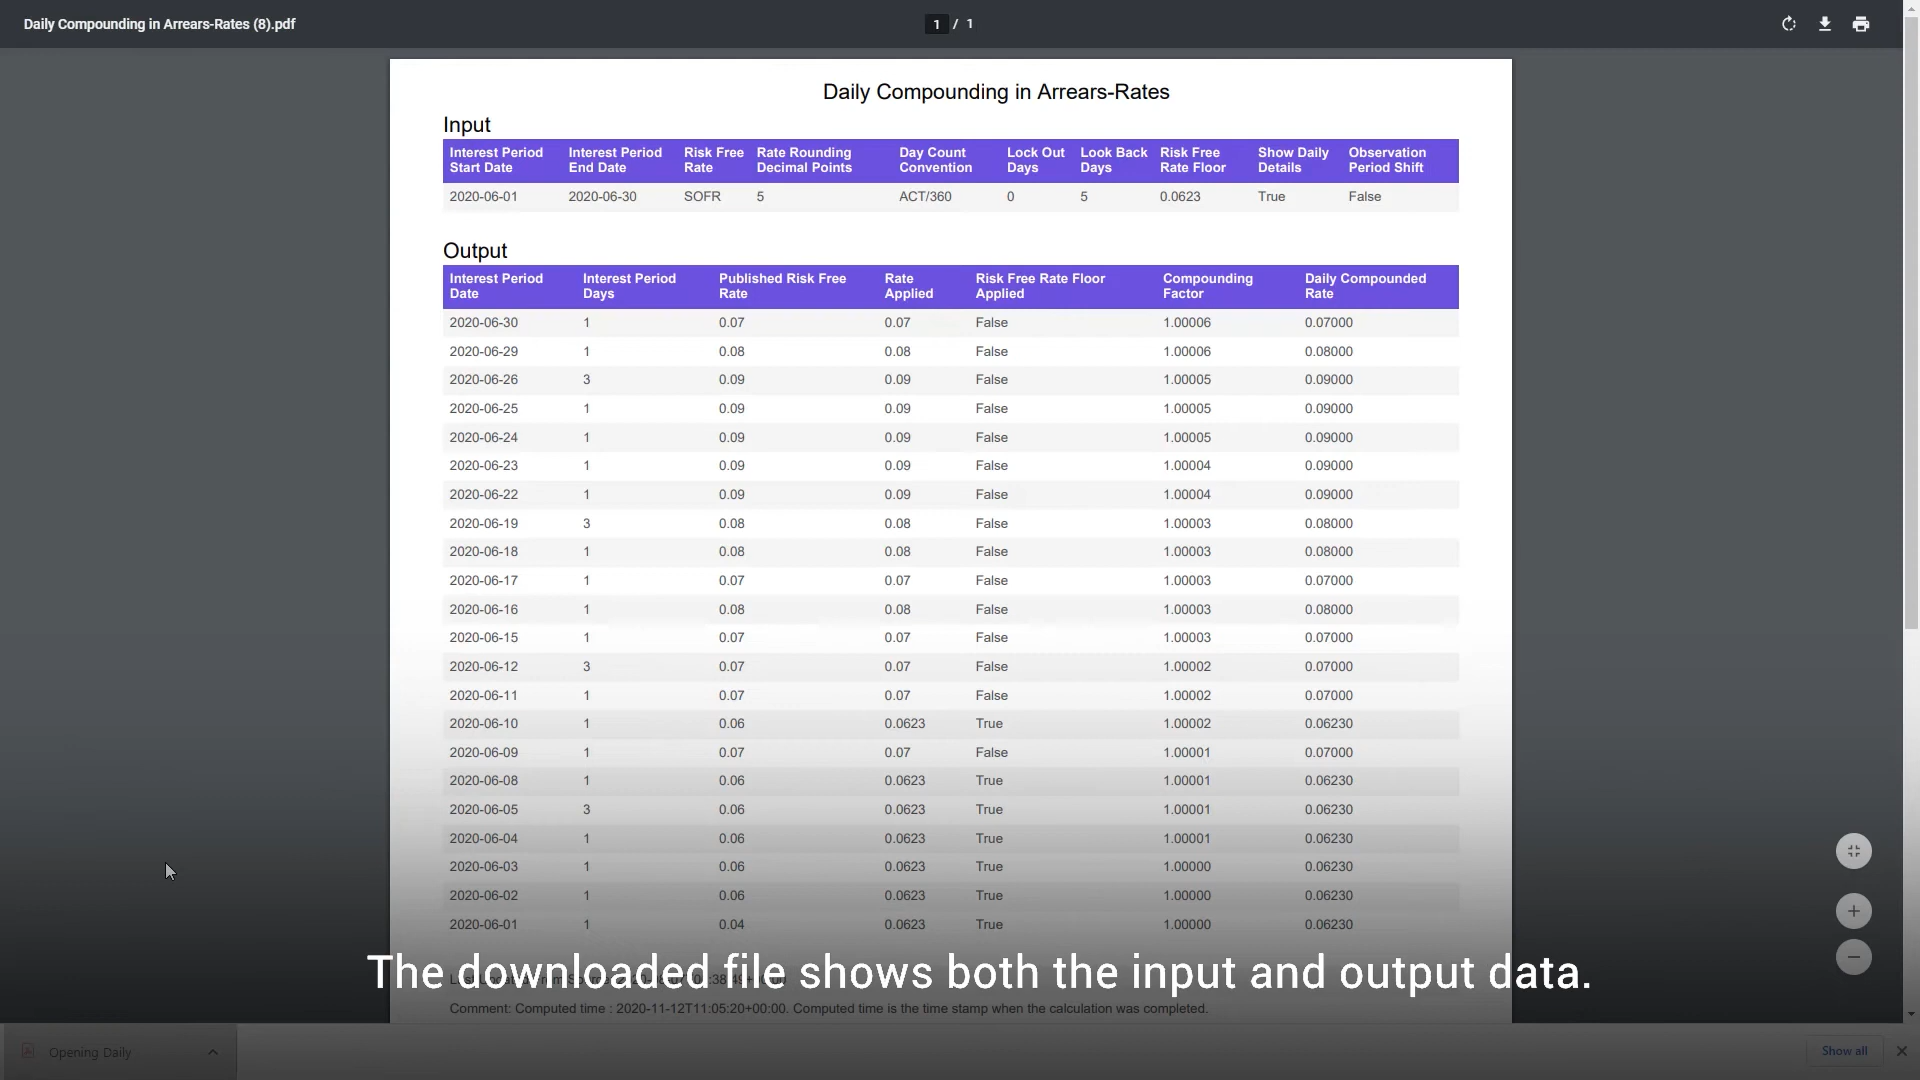 Daily Compounding in Arrears-Rates (8).pdf
1 / 1
Daily Compounding in Arrears-Rates
Input
Interest Period Start Date Interest Period End Date Risk Free Rate Rate Rounding Decimal Points Day Count Convention Lock Out Days Look Back Days Risk Free Rate Floor Show Daily Details Observation Period Shift
2020-06-01 2020-06-30 SOFR 5 ACT/360 0 5 0.0623 True False
Output
Interest Period Date Interest Period Days Published Risk Free Rate Rate Applied Risk Free Rate Floor Applied Compounding Factor Daily Compounded Rate
2020-06-30 1 0.07 0.07 False 1.00006 0.07000
2020-06-29 1 0.08 0.08 False 1.00006 0.08000
2020-06-26 3 0.09 0.09 False 1.00005 0.09000
2020-06-25 1 0.09 0.09 False 1.00005 0.09000
2020-06-24 1 0.09 0.09 False 1.00005 0.09000
2020-06-23 1 0.09 0.09 False 1.00004 0.09000
2020-06-22 1 0.09 0.09 False 1.00004 0.09000
2020-06-19 3 0.08 0.08 False 1.00003 0.08000
2020-06-18 1 0.08 0.08 False 1.00003 0.08000
2020-06-17 1 0.07 0.07 False 1.00003 0.07000
2020-06-16 1 0.08 0.08 False 1.00003 0.08000
2020-06-15 1 0.07 0.07 False 1.00003 0.07000
2020-06-12 3 0.07 0.07 False 1.00002 0.07000
2020-06-11 1 0.07 0.07 False 1.00002 0.07000
2020-06-10 1 0.06 0.0623 True 1.00002 0.06230
2020-06-09 1 0.07 0.07 False 1.00001 0.07000
2020-06-08 1 0.06 0.0623 True 1.00001 0.06230
2020-06-05 3 0.06 0.0623 True 1.00001 0.06230
2020-06-04 1 0.06 0.0623 True 1.00001 0.06230
2020-06-03 1 0.06 0.0623 True 1.00000 0.06230
2020-06-02 1 0.06 0.0623 True 1.00000 0.06230
2020-06-01 1 0.04 0.0623 True 1.00000 0.06230
The downloaded file shows both the input and output data.
Comment: Computed time : 2020-11-12T11:05:20+00:00. Computed time is the time stamp when the calculation was completed.
Opening Daily
Show all